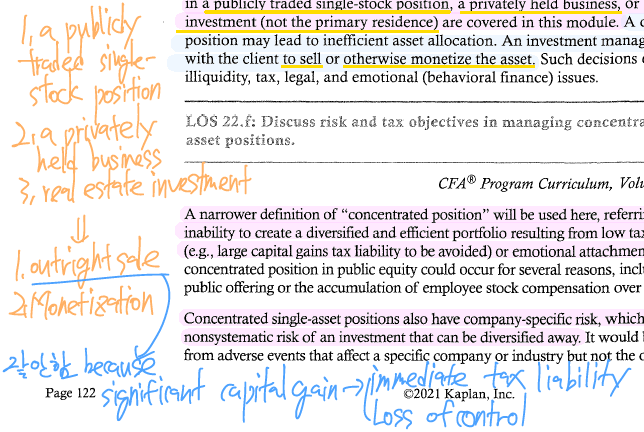 in a publicly traded single-stock position, a privately held business, or
investment (not the primary residence) are covered in this module. A c
position may lead to inefficient asset allocation. An investment manag
with the client to sell or otherwise monetize the asset. Such decisions
illiquidity, tax, legal, and emotional (behavioral finance) issues.
LOS 22.f: Discuss risk and tax objectives in managing concentra
asset positions.
CFA® Program Curriculum, Volu
A narrower definition of “concentrated position” will be used here, referri
inability to create a diversified and efficient portfolio resulting from low tax
(e.g., large capital gains tax liability to be avoided) or emotional attachmen
concentrated position in public equity could occur for several reasons, incl
public offering or the accumulation of employee stock compensation over
Concentrated single-asset positions also have company-specific risk, which
nonsystematic risk of an investment that can be diversified away. It would
from adverse events that affect a specific company or industry but not the
Page 122
©2021 Kaplan, Inc.
1, a publicly
traded single-
stock position
2. a privately
held business
3, real estate investment
⇓
1. outright sale
2. Monetization
잘안함 because
significant capital gain → immediate tax liability
Loss of control